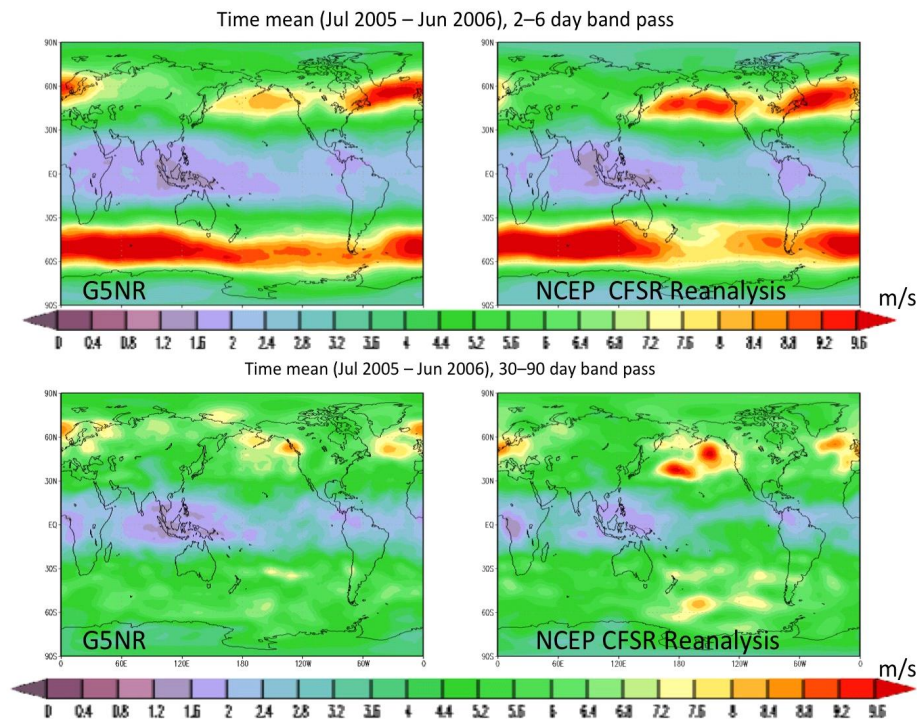 Time mean (Jul 2005 – Jun 2006), 2–6 day band pass
90N 90N
60N 60N
30N 30N
EQ EQ
30S 30S
60S 60S
G5NR NCEP CFSR Reanalysis
90S 90S
m/s
0 0.4 0.8 1.2 1.6 2 2.4 2.8 3.2 3.6 4 4.4 5.2 5.6 6 6.4 6.8 7.2 7.6 8 8.4 8.8 9.2 9.6
Time mean (Jul 2005 – Jun 2006), 30–90 day band pass
90N 90N
60N 60N
30N 30N
EQ EQ
30S 30S
60S 60S
G5NR NCEP CFSR Reanalysis
90S 90S
0 60E 120E 180 120W 60W 0 0 60E 120E 180 120W 60W 0
m/s
0 0.4 0.8 1.2 1.6 2 2.4 2.8 3.2 3.6 4 4.4 5.2 5.6 6 6.4 6.8 7.2 7.6 8 8.4 8.8 9.2 9.6